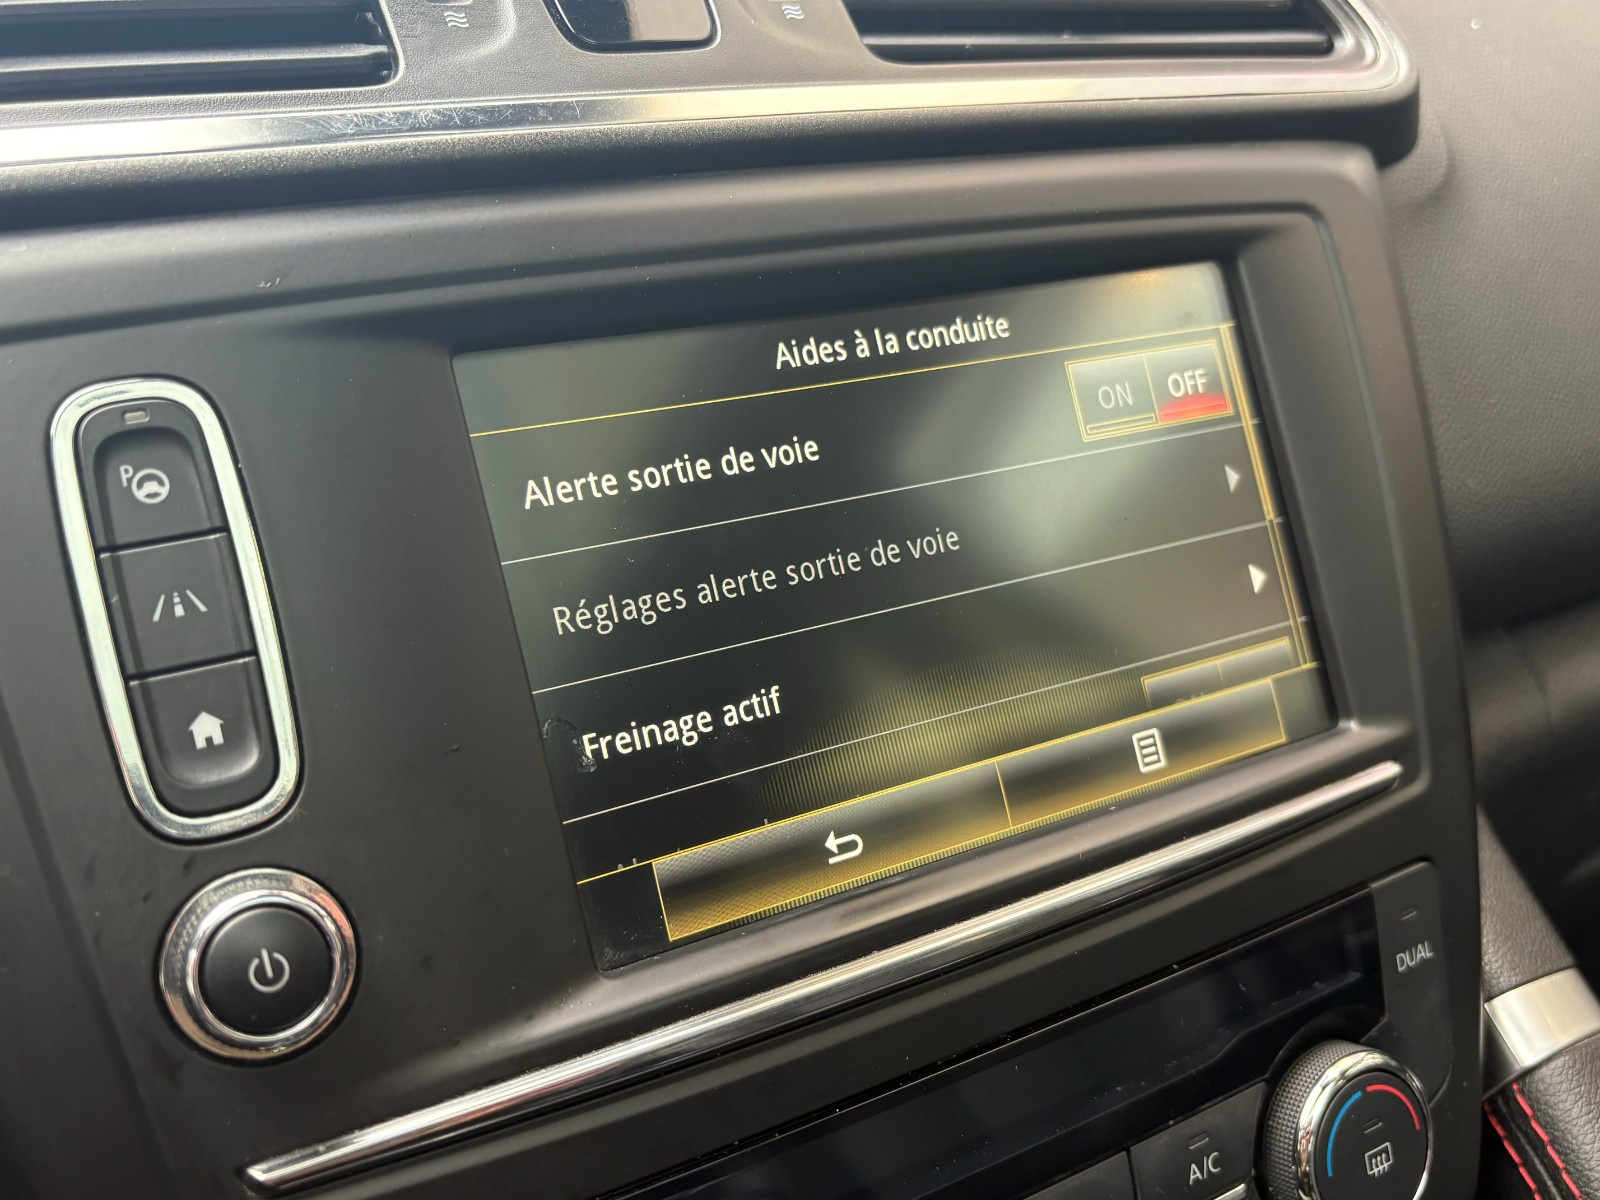 Aides à la conduite
ON OFF
Alerte sortie de voie
Réglages alerte sortie de voie
Freinage actif
P
DUAL
A/C